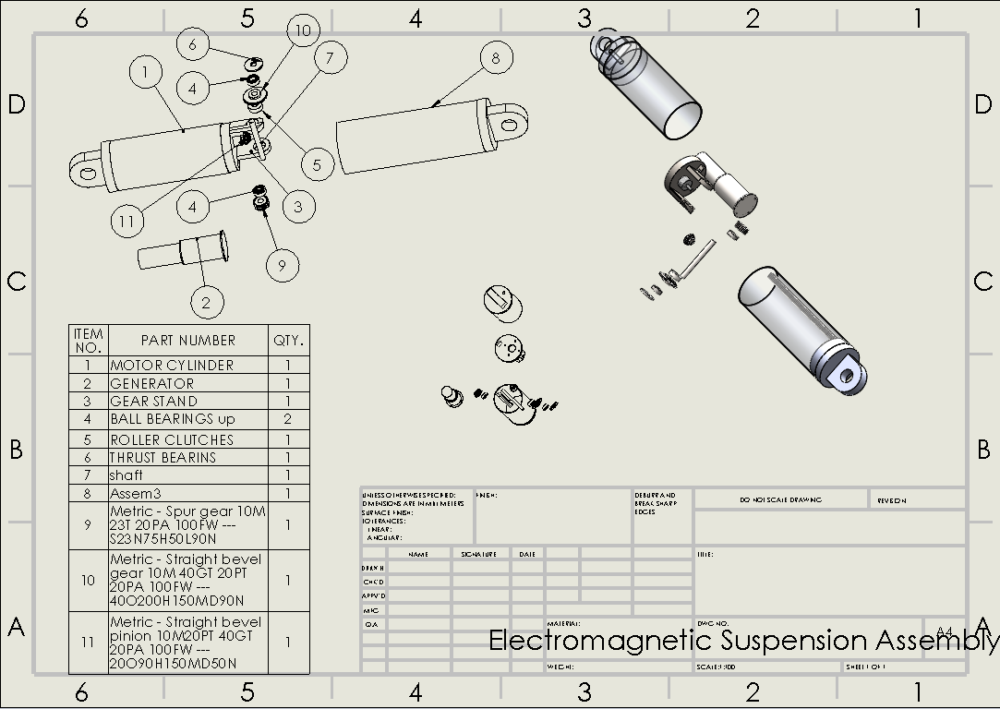 6 5 4 3 2 1
10
6
7
1
8
4
D D
5
4
3
11
9
C C
2
ITEM NO. PART NUMBER QTY.
1 MOTOR CYLINDER 1
2 GENERATOR 1
3 GEAR STAND 1
4 BALL BEARINGS up 2
5 ROLLER CLUTCHES 1
6 THRUST BEARINS 1
7 shaft 1
8 Assem3 1
9 Metric - Spur gear 10M
23T 20PA 100FW ---
S23N75H50L90N 1
10 Metric - Straight bevel
gear 10M 40GT 20PT
20PA 100FW ---
40O200H150MD90N 1
11 Metric - Straight bevel
pinion 10M20PT 40GT
20PA 100FW ---
20O90H150MD50N 1
B B
UNLESS OTHERWISE SPECIFIED:
DIMENSIONS ARE IN MILLIMETERS
SURFACE FINISH:
TOLERANCES:
LINEAR:
ANGULAR:
FINISH:
DEBURR AND
BREAK SHARP
EDGES
DO NOT SCALE DRAWING
REVISION
NAME SIGNATURE DATE
TITLE:
DRAWN
CHK'D
APPV'D
MFG
Q.A
MATERIAL:
DWG NO.
A4
A A
Electromagnetic Suspension Assembly
WEIGHT:
SCALE:1:100
SHEET 1 OF 1
6 5 4 3 2 1